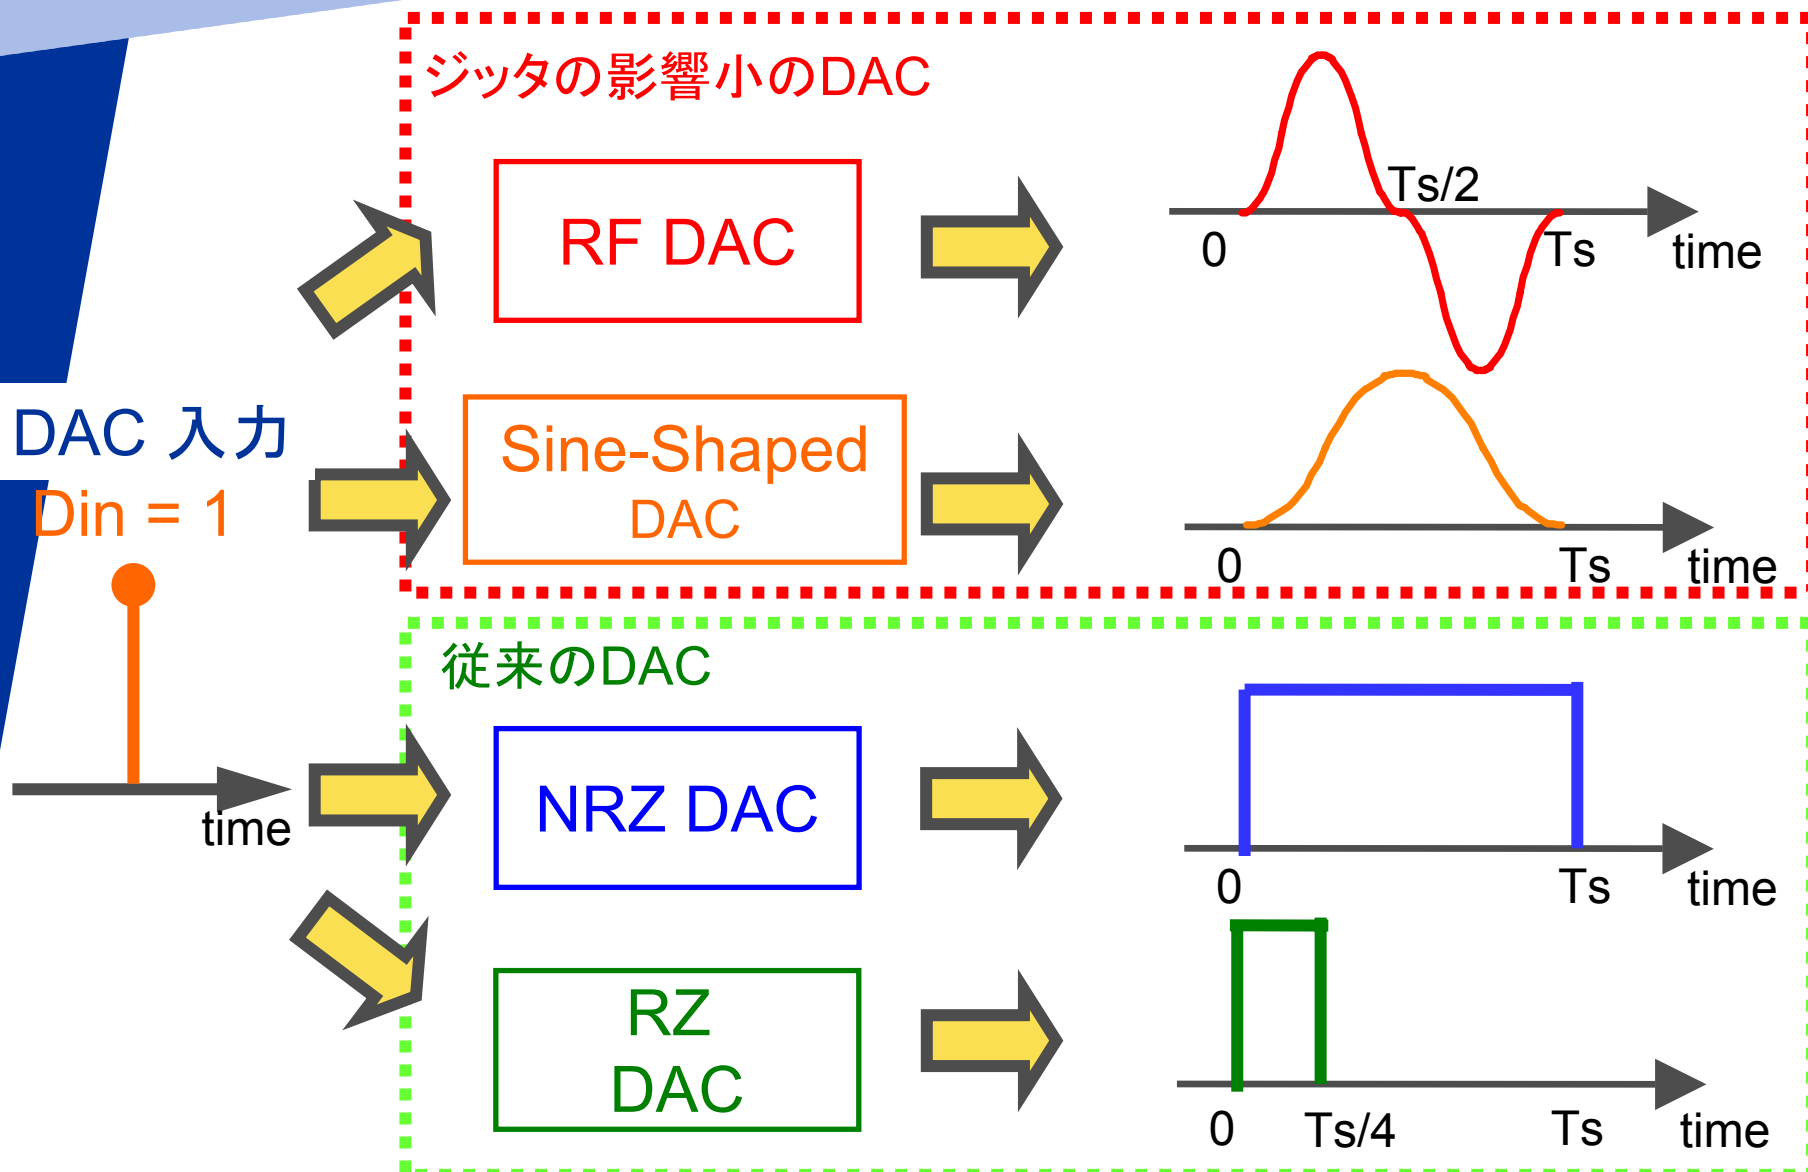 ジッタの影響小のDAC
RF DAC
Ts/2
0
Ts
time
DAC 入力
Din = 1
time
Sine-Shaped
DAC
0
Ts
time
従来のDAC
NRZ DAC
0
Ts
time
RZ
DAC
0
Ts/4
Ts
time